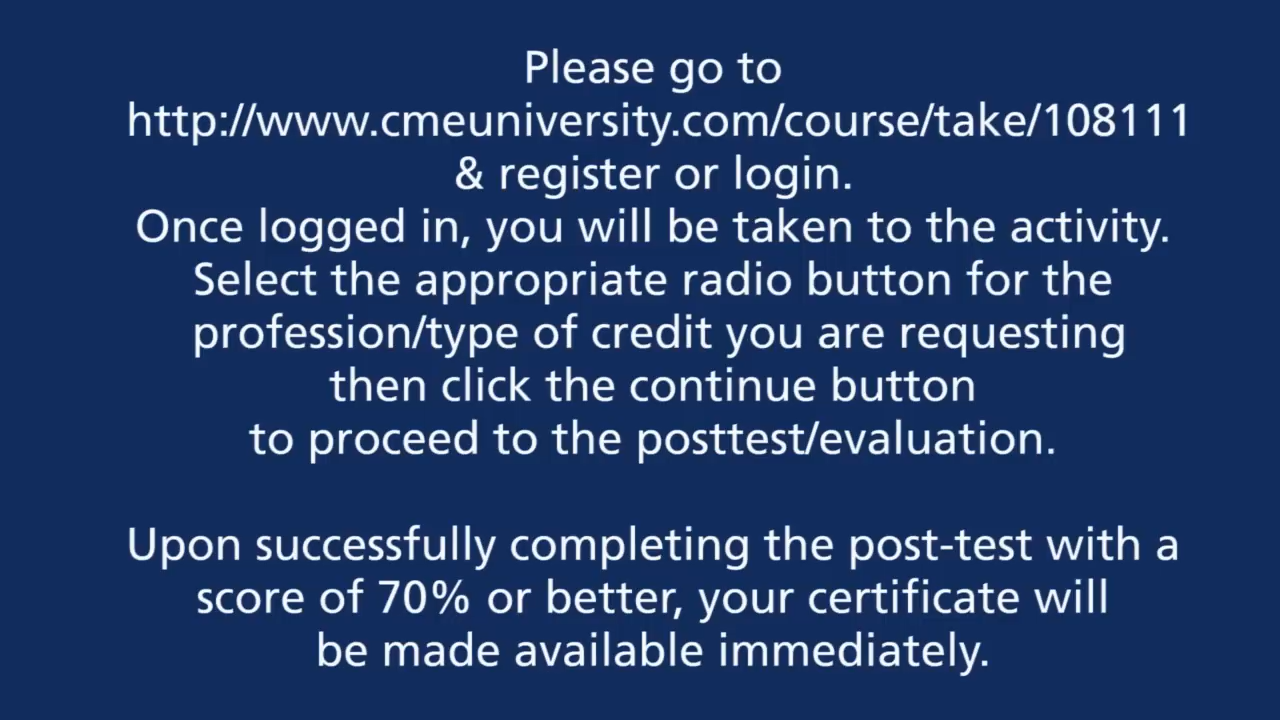 Please go to
http://www.cmeuniversity.com/course/take/108111
& register or login.
Once logged in, you will be taken to the activity.
Select the appropriate radio button for the
profession/type of credit you are requesting
then click the continue button
to proceed to the posttest/evaluation.
Upon successfully completing the post-test with a
score of 70% or better, your certificate will
be made available immediately.